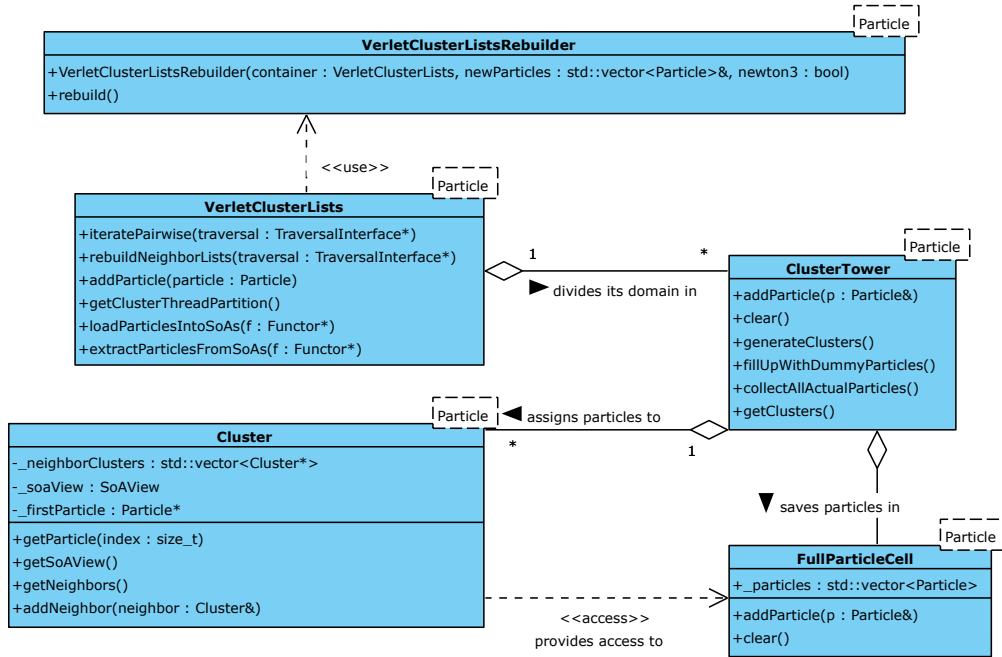 Particle
VerletClusterListsRebuilder
+VerletClusterListsRebuilder(container : VerletClusterLists, newParticles : std::vector<Particle>&, newton3 : bool)
+rebuild()
<<use>>
Particle
VerletClusterLists
+iteratePairwise(traversal : TraversalInterface*)
+rebuildNeighborLists(traversal : TraversalInterface*)
+addParticle(particle : Particle)
+getClusterThreadPartition()
+loadParticlesIntoSoAs(f : Functor*)
+extractParticlesFromSoAs(f : Functor*)
1
*
divides its domain in
Particle
ClusterTower
+addParticle(p : Particle&)
+clear()
+generateClusters()
+fillUpWithDummyParticles()
+collectAllActualParticles()
+getClusters()
assigns particles to
*
1
Particle
Cluster
-_neighborClusters : std::vector<Cluster*>
-_soaView : SoAView
-_firstParticle : Particle*
+getParticle(index : size_t)
+getSoAView()
+getNeighbors()
+addNeighbor(neighbor : Cluster&)
saves particles in
<<access>>
provides access to
Particle
FullParticleCell
+_particles : std::vector<Particle>
+addParticle(p : Particle&)
+clear()